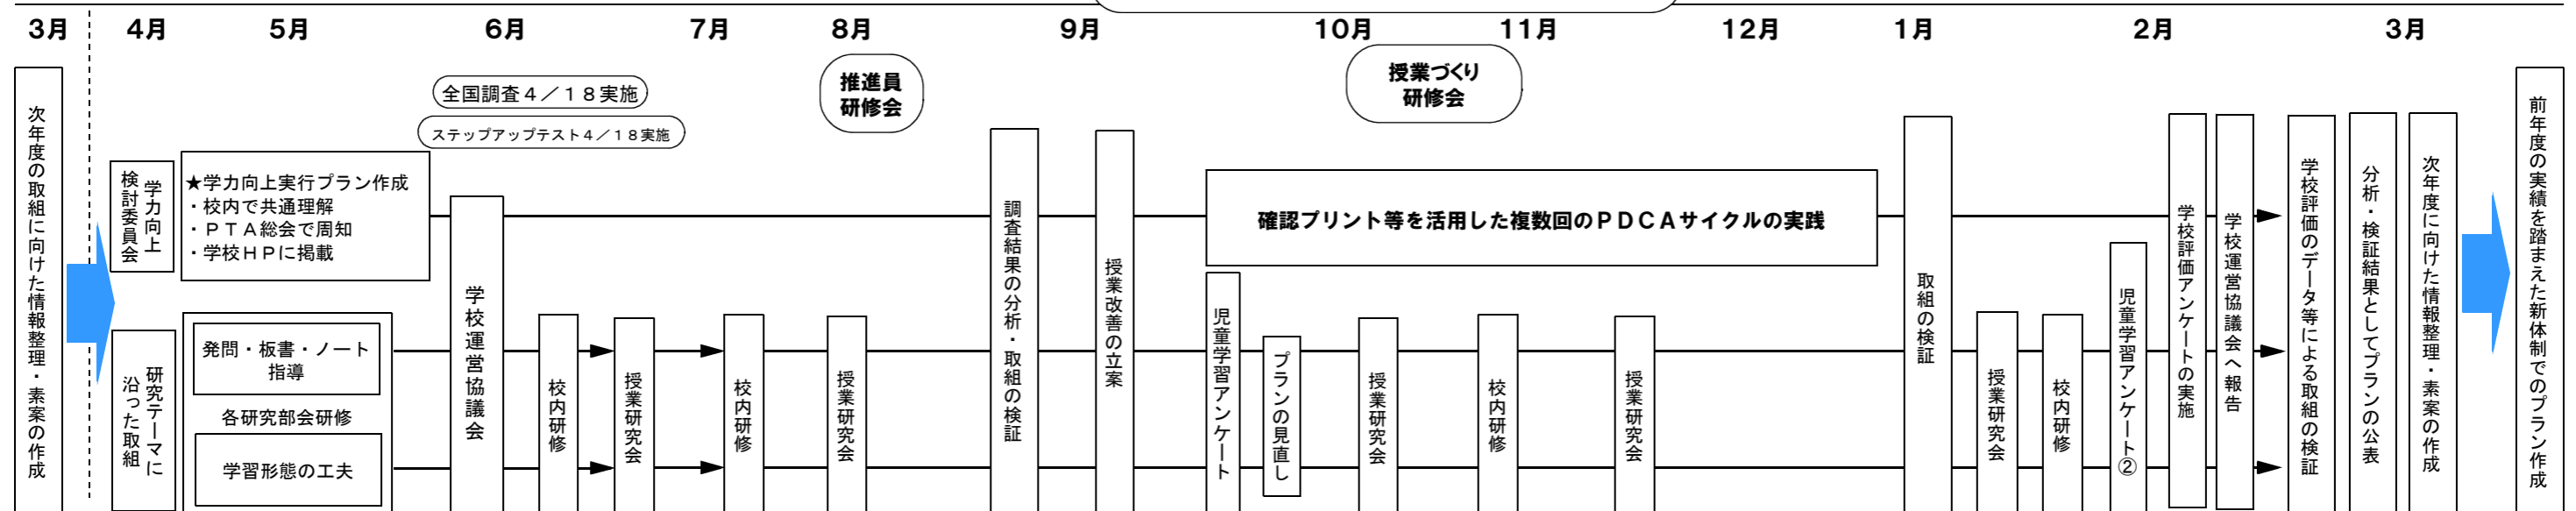 3月
4月
5月
6月
7月
8月
9月
10月
11月
12月
1月
2月
3月
次年度の取組に向けた情報整理・素案の作成
学力向上
検討委員会
★学力向上実行プラン作成
・校内で共通理解
・ＰＴＡ総会で周知
・学校ＨＰに掲載
研究テーマに
沿った取組
発問・板書・ノート
指導
各研究部会研修
学習形態の工夫
全国調査４／１８実施
ステップアップテスト４／１８実施
学校運営協議会
校内研修
授業研究会
校内研修
推進員
研修会
授業研究会
調査結果の分析・取組の検証
授業改善の立案
授業づくり
研修会
確認プリント等を活用した複数回のＰＤＣＡサイクルの実践
児童学習アンケート
プランの見直し
授業研究会
校内研修
授業研究会
取組の検証
授業研究会
校内研修
児童学習アンケート②
学校評価アンケートの実施
学校運営協議会へ報告
学校評価のデータ等による取組の検証
分析・検証結果としてプランの公表
次年度に向けた情報整理・素案の作成
前年度の実績を踏まえた新体制でのプラン作成